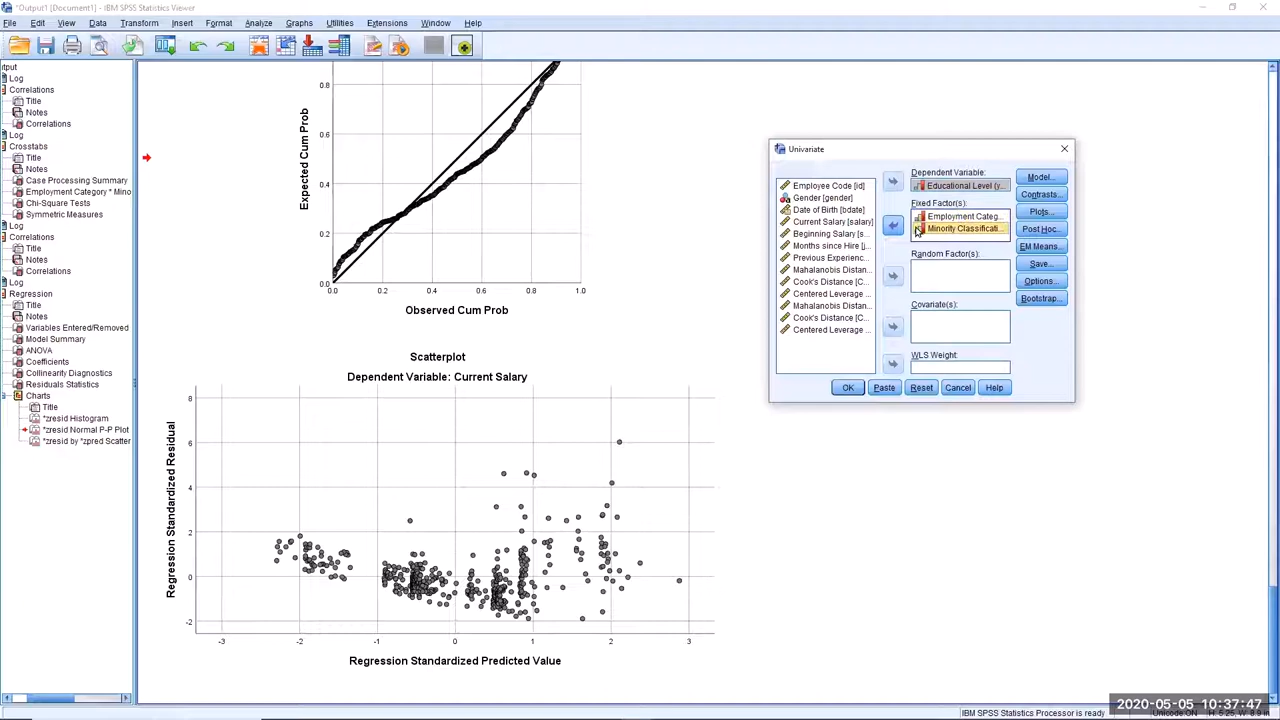 *Output1 [Document1] - IBM SPSS Statistics Viewer
File Edit View Data Transform Insert Format Analyze Graphs Utilities Extensions Window Help
tput
Log
Correlations
Title
Notes
Correlations
Log
Crosstabs
Title
Notes
Case Processing Summary
Employment Category * Mino
Chi-Square Tests
Symmetric Measures
Log
Correlations
Title
Notes
Correlations
Log
Regression
Title
Notes
Variables Entered/Removed
Model Summary
ANOVA
Coefficients
Collinearity Diagnostics
Residuals Statistics
Charts
Title
*zresid Histogram
*zresid Normal P-P Plot
*zresid by *zpred Scatter
Expected Cum Prob
0.8
0.6
0.4
0.2
0.0
0.0 0.2 0.4 0.6 0.8 1.0
Observed Cum Prob
Scatterplot
Dependent Variable: Current Salary
Regression Standardized Residual
8
6
4
2
0
-2
-3 -2 -1 0 1 2 3
Regression Standardized Predicted Value
Univariate
Employee Code [id]
Gender [gender]
Date of Birth [bdate]
Current Salary [salary]
Beginning Salary [s...
Months since Hire [j...
Previous Experienc...
Mahalanobis Distan...
Cook's Distance [C...
Centered Leverage ...
Mahalanobis Distan...
Cook's Distance [C...
Centered Leverage ...
Dependent Variable:
Educational Level (y...
Fixed Factor(s):
Employment Categ...
Minority Classificati...
Random Factor(s):
Covariate(s):
WLS Weight:
Model...
Contrasts...
Plots...
Post Hoc...
EM Means...
Save...
Options...
Bootstrap...
OK Paste Reset Cancel Help
IBM SPSS Statistics Processor is ready
2020-05-05 10:37:47